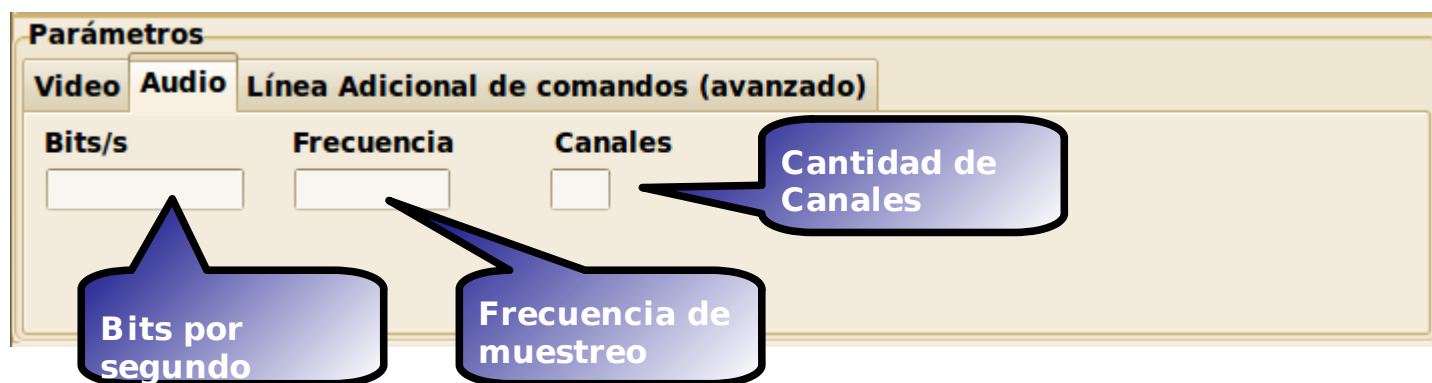 Parámetros
Video Audio Línea Adicional de comandos (avanzado)
Bits/s Frecuencia Canales
Cantidad de
Canales
Bits por
segundo
Frecuencia de
muestreo